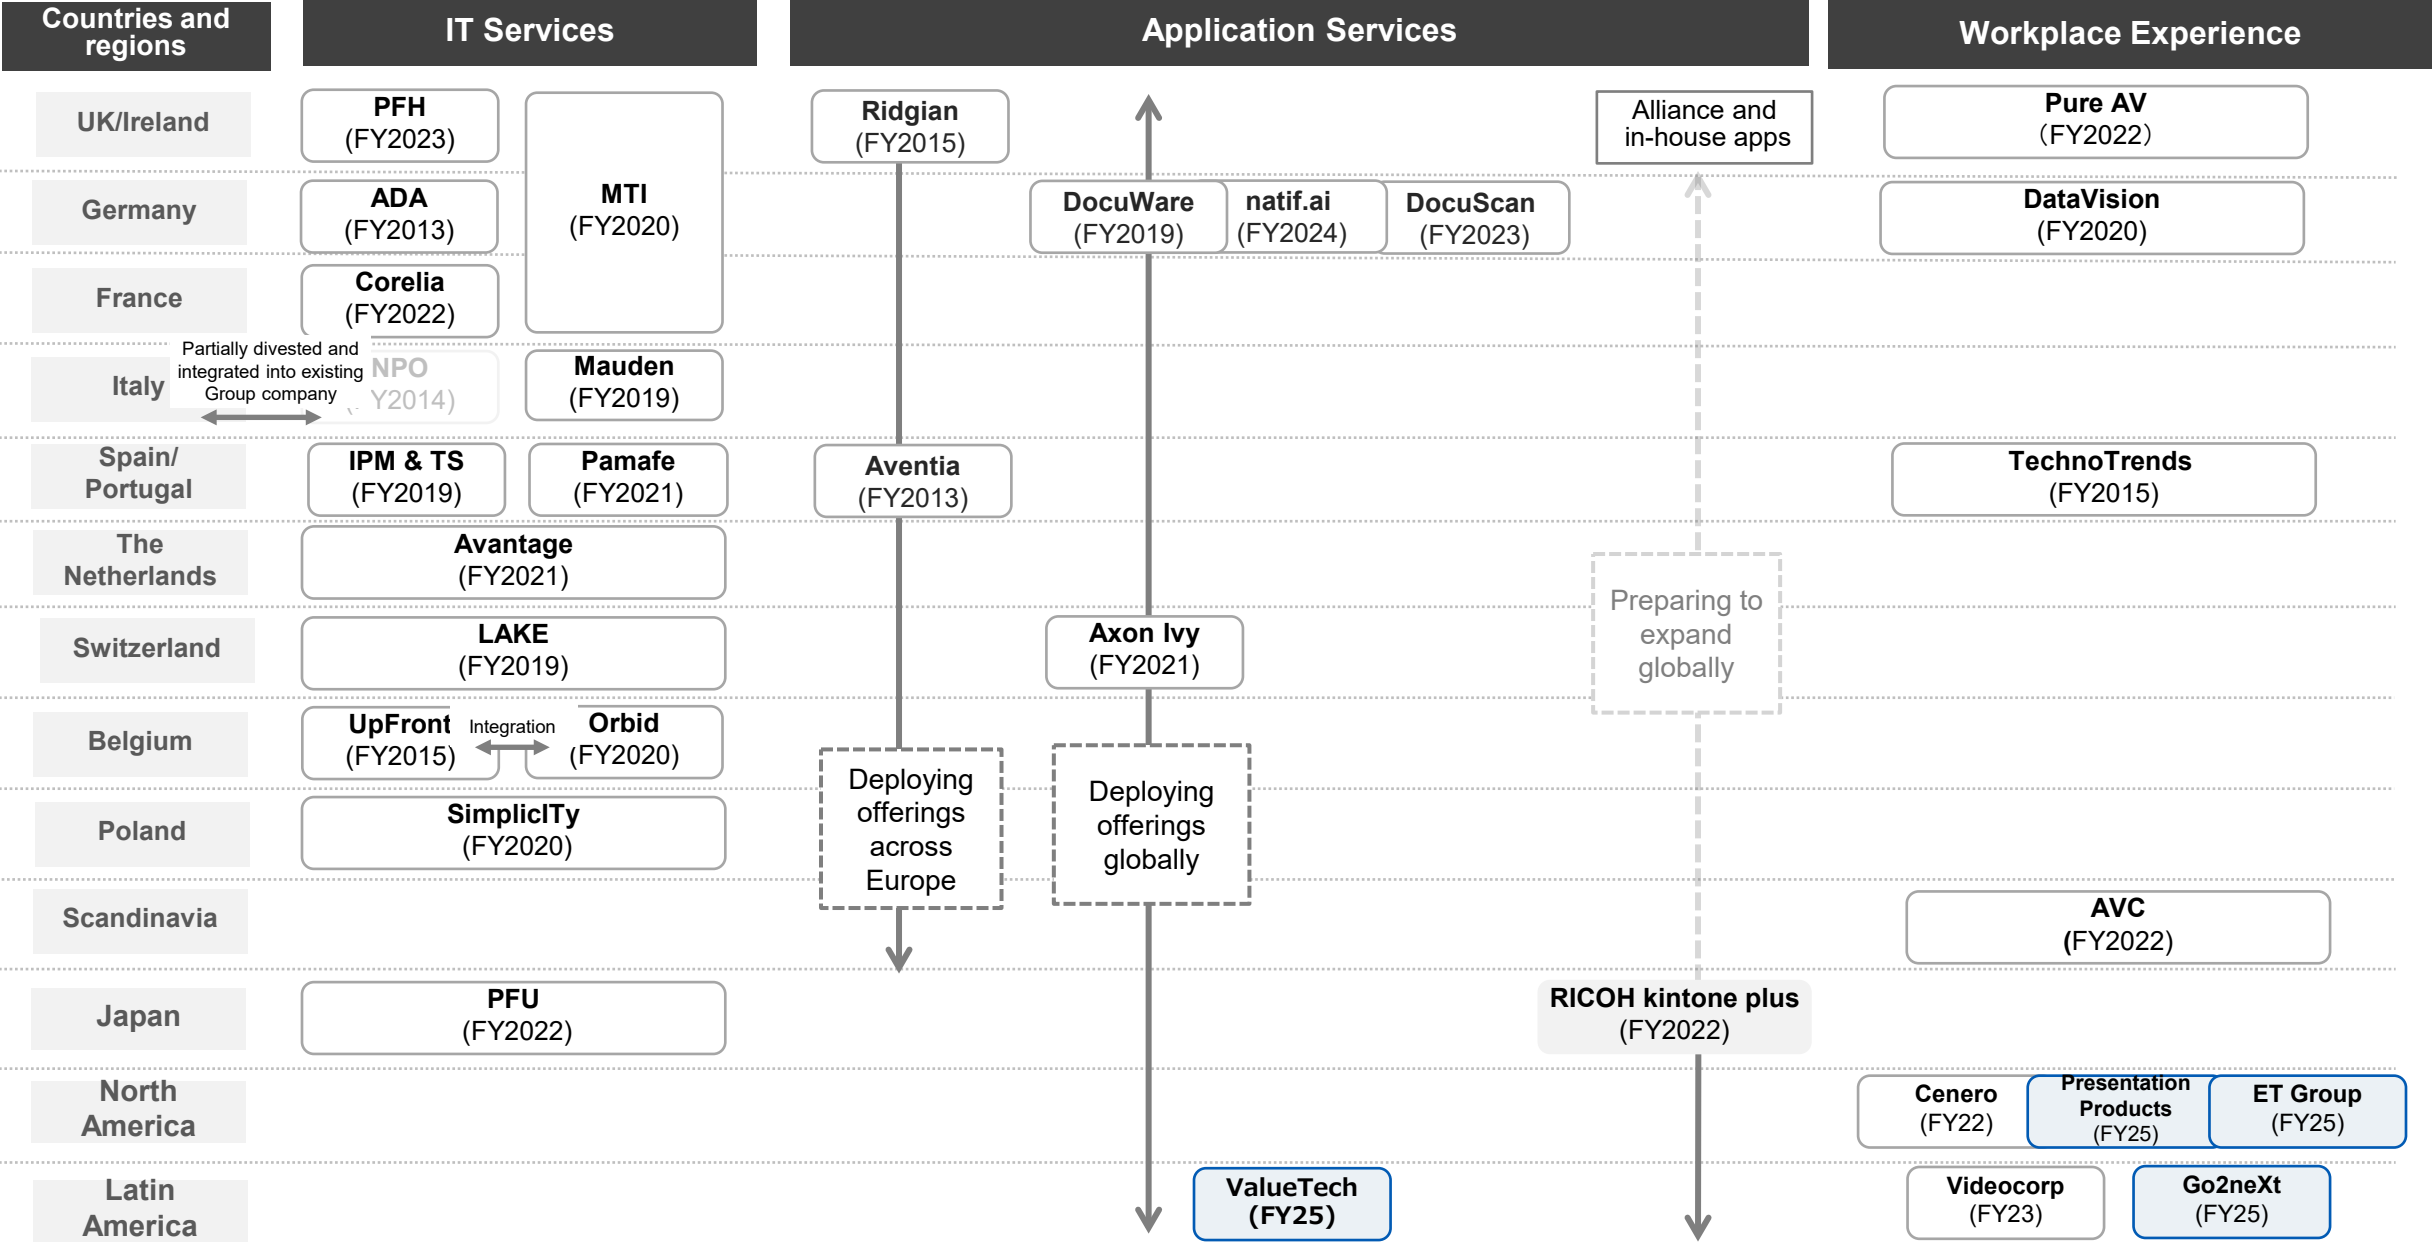 Countries and
regions
IT Services
Application Services
Workplace Experience
UK/Ireland
PFH
(FY2023)
MTI
(FY2020)
Ridgian
(FY2015)
Alliance and
in-house apps
Pure AV
（FY2022）
Germany
ADA
(FY2013)
DocuWare
(FY2019)
natif.ai
(FY2024)
DocuScan
(FY2023)
DataVision
(FY2020)
France
Corelia
(FY2022)
Italy
Partially divested and
integrated into existing
Group company
NPO
(FY2014)
Mauden
(FY2019)
Spain/
Portugal
IPM & TS
(FY2019)
Pamafe
(FY2021)
Aventia
(FY2013)
TechnoTrends
(FY2015)
The
Netherlands
Avantage
(FY2021)
Preparing to
expand
globally
Switzerland
LAKE
(FY2019)
Axon Ivy
(FY2021)
Belgium
UpFront
(FY2015)
Integration
Orbid
(FY2020)
Deploying
offerings
across
Europe
Deploying
offerings
globally
Poland
SimplicITy
(FY2020)
Scandinavia
AVC
(FY2022)
Japan
PFU
(FY2022)
RICOH kintone plus
(FY2022)
North
America
Cenero
(FY22)
Presentation
Products
(FY25)
ET Group
(FY25)
Latin
America
ValueTech
(FY25)
Videocorp
(FY23)
Go2neXt
(FY25)